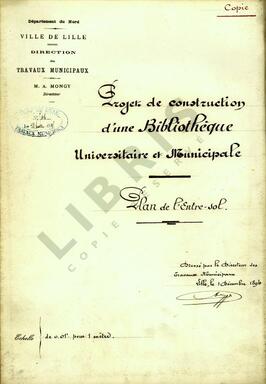 Copie
Département du Nord
VILLE DE LILLE
DIRECTION
des
TRAVAUX MUNICIPAUX
M. A. MONGY
Directeur
Projet de construction
d'une Bibliothèque
Universitaire et Municipale
Plan de l'Entre-sol.
Dressé par le Directeur des
Travaux Municipaux
Lille, le 1 Décembre
Echelle de 0.01 pour 1 mètre.
LIBRIS
COPIE